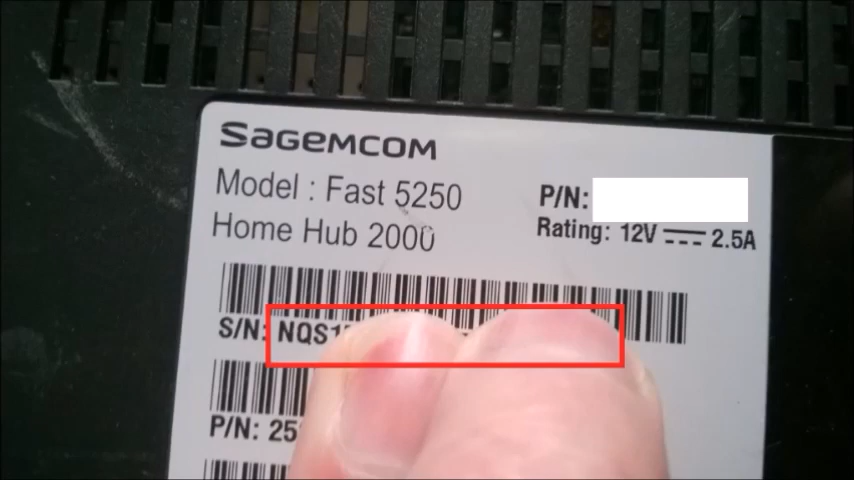 SAGEMCOM
Model : Fast 5250
Home Hub 2000
P/N:
Rating: 12V 2.5A
S/N: NQS1
P/N: 25